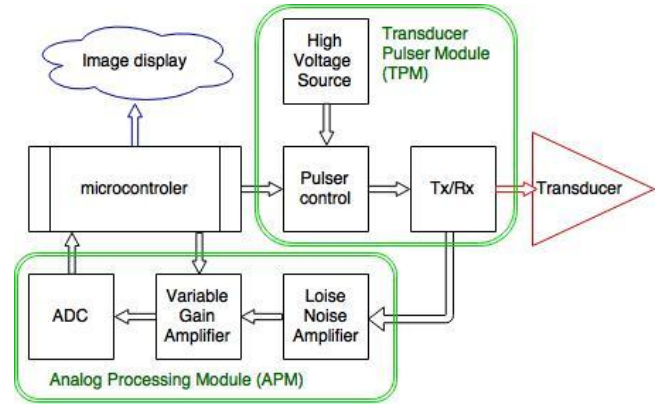 Image display
High
Voltage
Source
Transducer
Pulser Module
(TPM)
microcontroler
Pulser
control
Tx/Rx
Transducer
ADC
Variable
Gain
Amplifier
Loise
Noise
Amplifier
Analog Processing Module (APM)